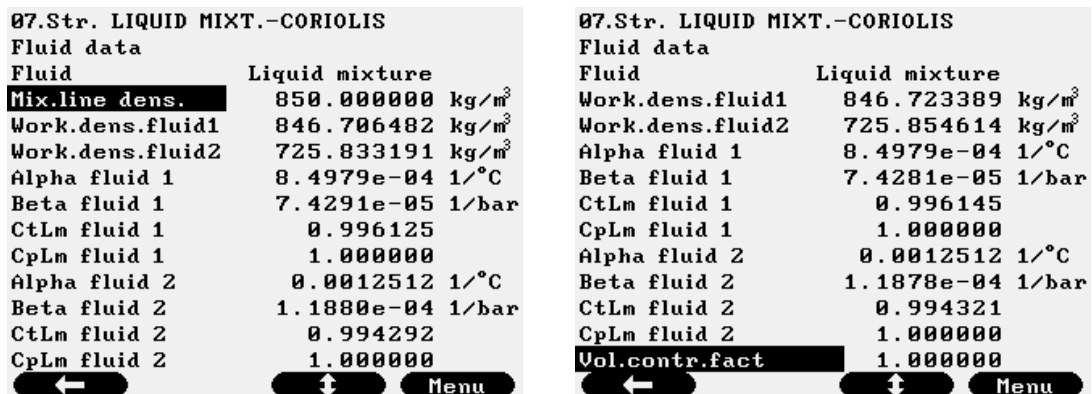 07.Str. LIQUID MIXT.-CORIOLIS
Fluid data
Fluid Liquid mixture
Mix.line dens. 850.000000 kg/m³
Work.dens.fluid1 846.706482 kg/m³
Work.dens.fluid2 725.833191 kg/m³
Alpha fluid 1 8.4979e-04 1/°C
Beta fluid 1 7.4291e-05 1/bar
CtLm fluid 1 0.996125
CpLm fluid 1 1.000000
Alpha fluid 2 0.0012512 1/°C
Beta fluid 2 1.1880e-04 1/bar
CtLm fluid 2 0.994292
CpLm fluid 2 1.000000
Menu
07.Str. LIQUID MIXT.-CORIOLIS
Fluid data
Fluid Liquid mixture
Work.dens.fluid1 846.723389 kg/m³
Work.dens.fluid2 725.854614 kg/m³
Alpha fluid 1 8.4979e-04 1/°C
Beta fluid 1 7.4281e-05 1/bar
CtLm fluid 1 0.996145
CpLm fluid 1 1.000000
Alpha fluid 2 0.0012512 1/°C
Beta fluid 2 1.1878e-04 1/bar
CtLm fluid 2 0.994321
CpLm fluid 2 1.000000
Vol.contr.fact 1.000000
Menu